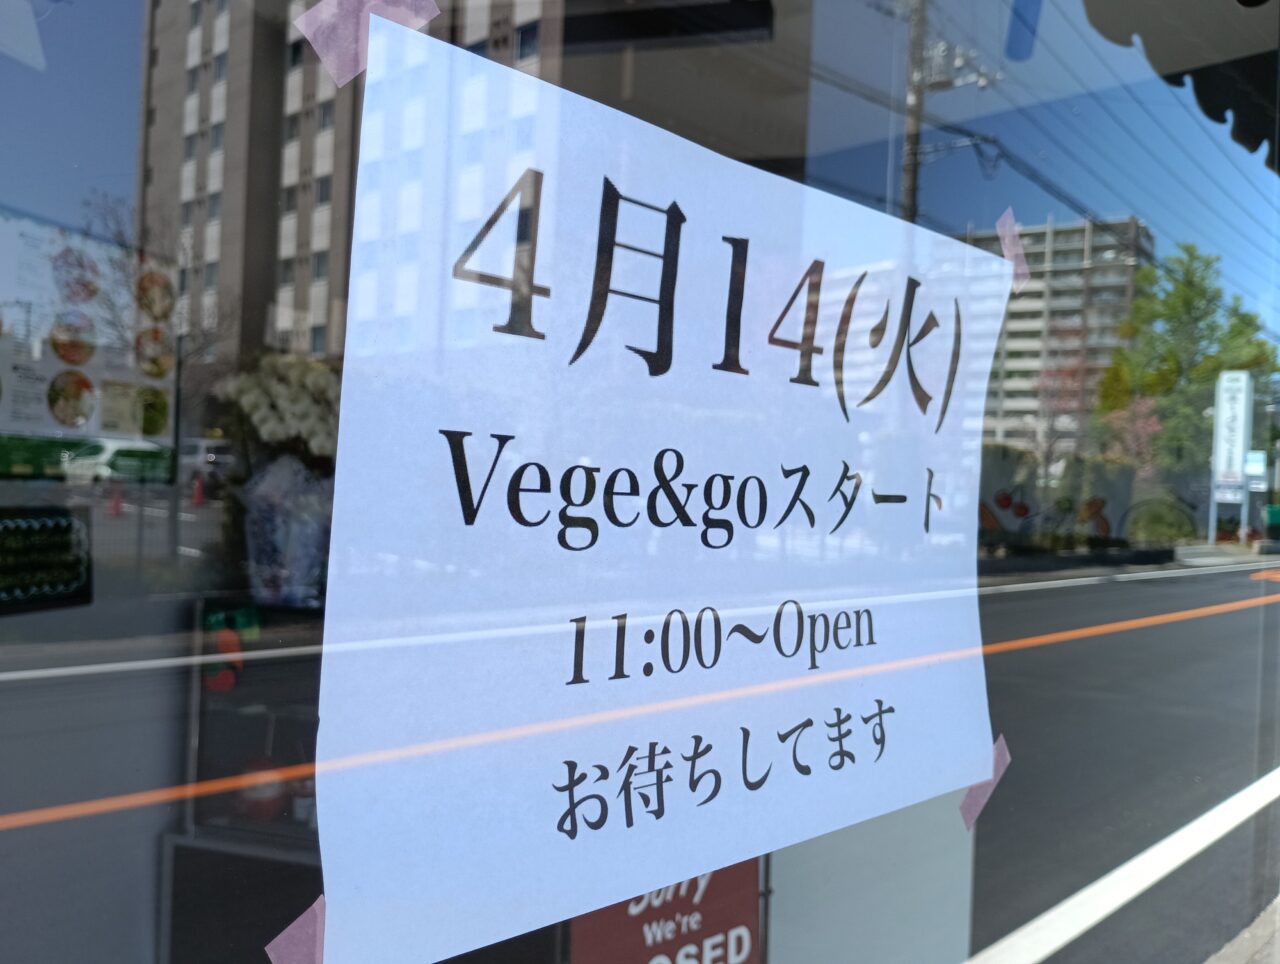 4月14(火)
Vege&goスタート
11:00〜Open
お待ちしてます
Sorry
We're